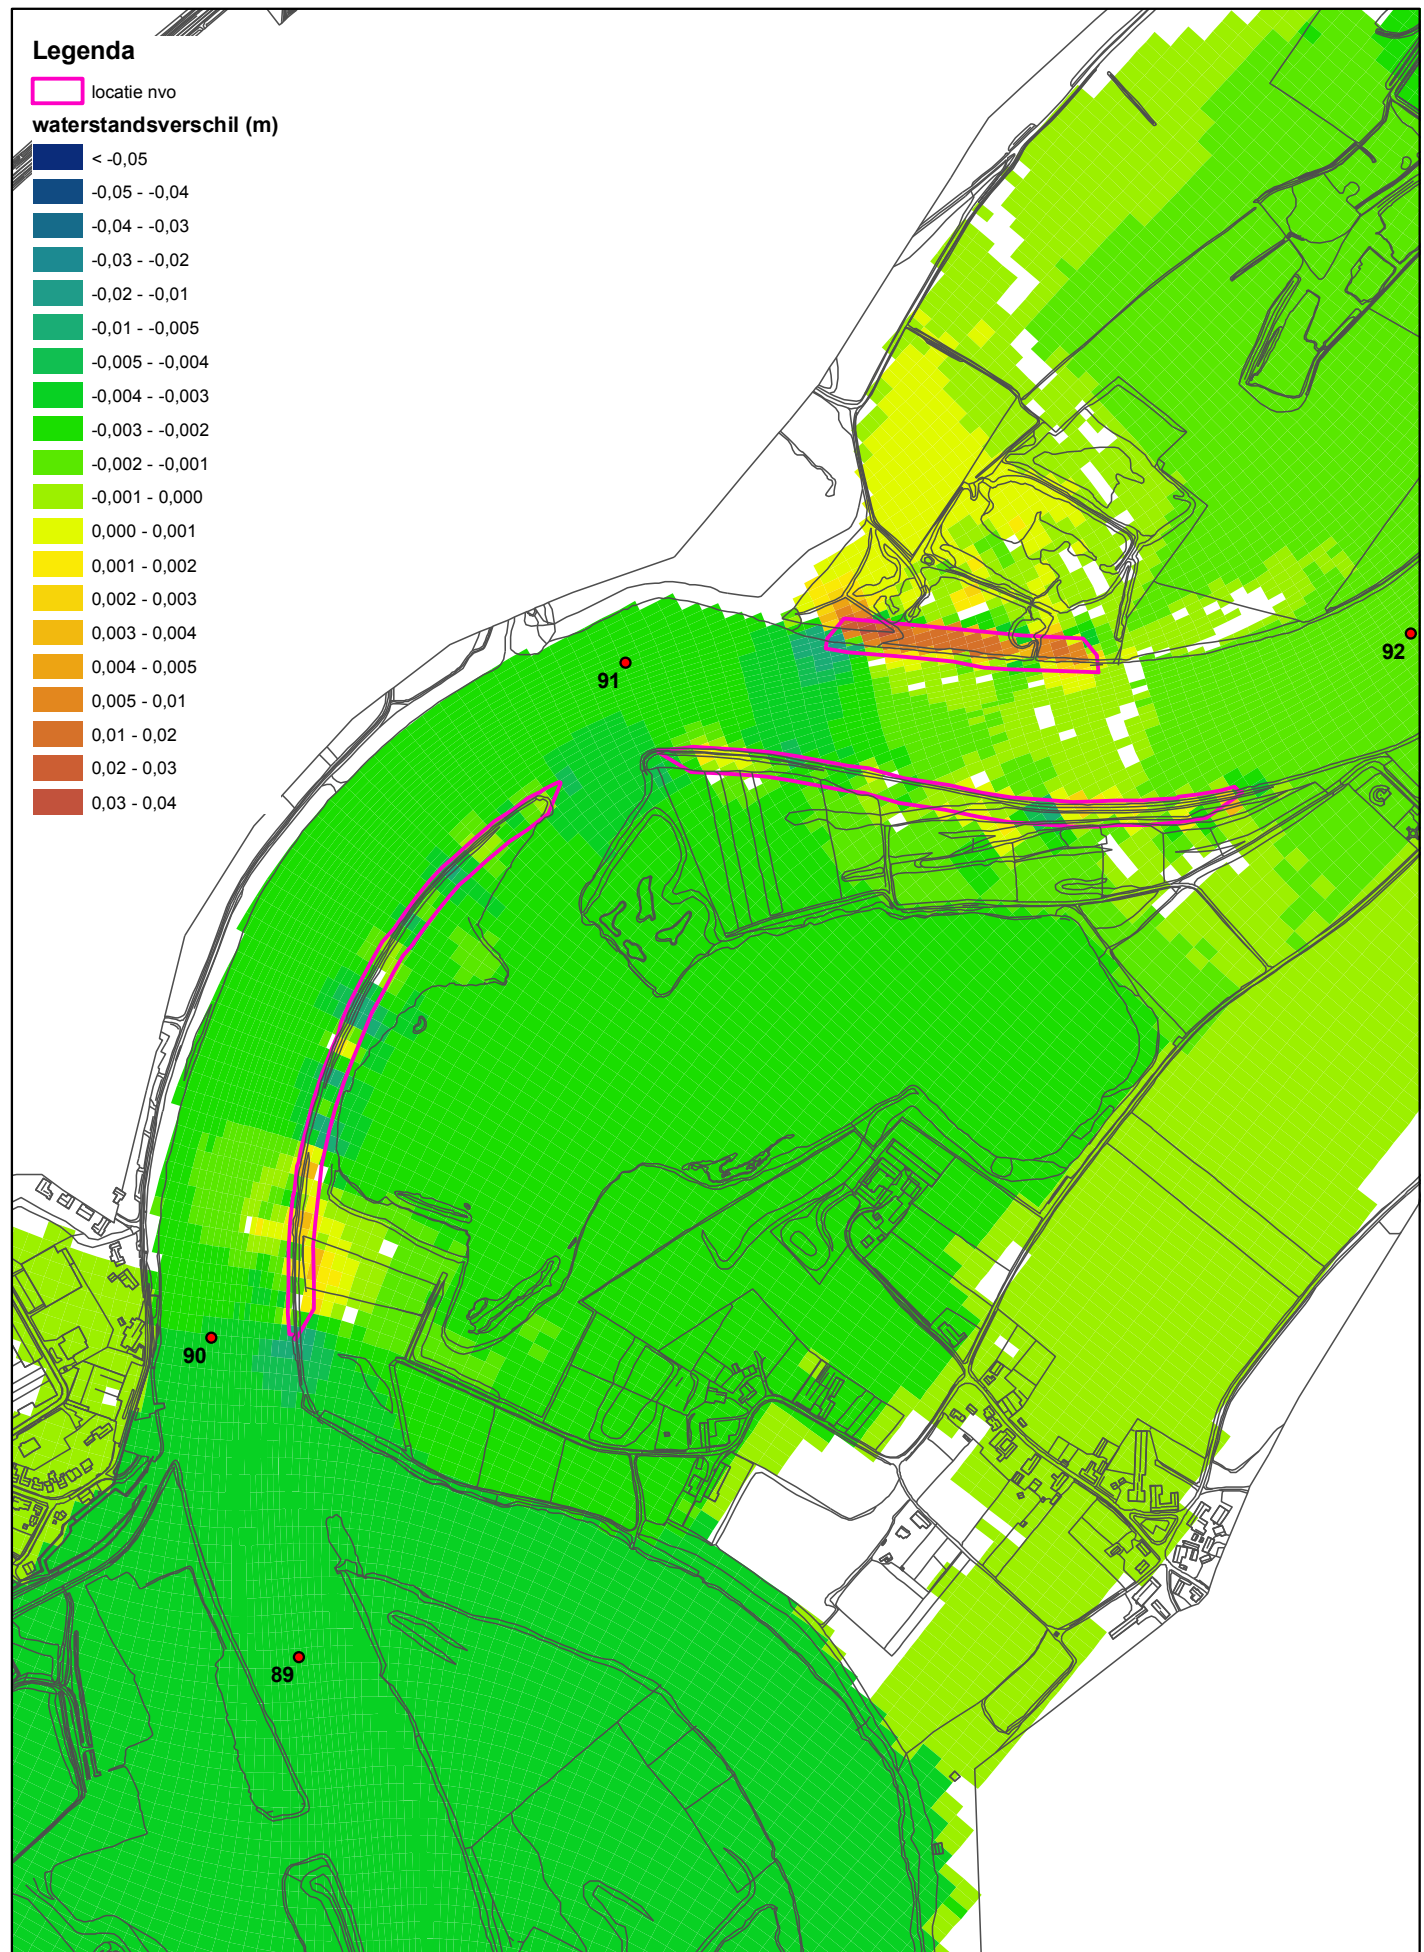 Legenda
locatie nvo
waterstandsverschil (m)
< -0,05
-0,05 - -0,04
-0,04 - -0,03
-0,03 - -0,02
-0,02 - -0,01
-0,01 - -0,005
-0,005 - -0,004
-0,004 - -0,003
-0,003 - -0,002
-0,002 - -0,001
-0,001 - 0,000
0,000 - 0,001
0,001 - 0,002
0,002 - 0,003
0,003 - 0,004
0,004 - 0,005
0,005 - 0,01
0,01 - 0,02
0,02 - 0,03
0,03 - 0,04
92
91
90
89